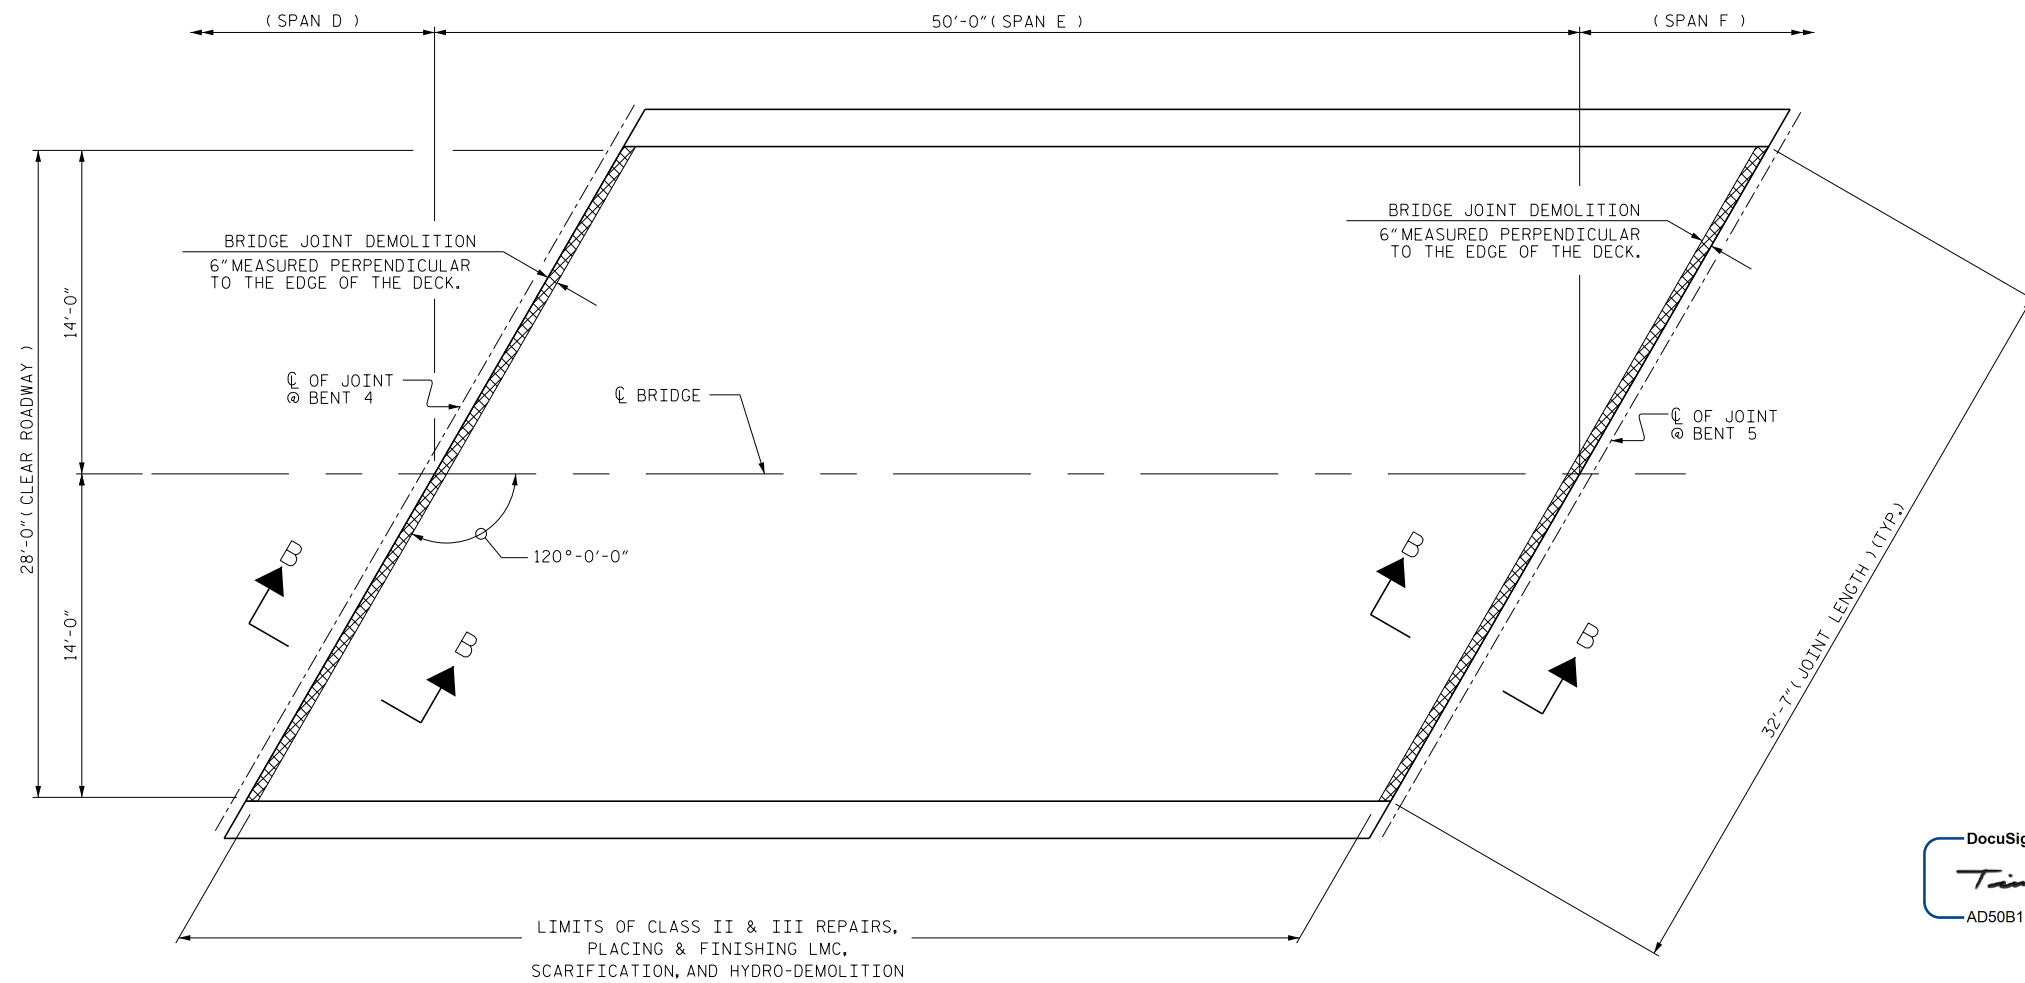 ( SPAN D )
50'-0" ( SPAN E )
( SPAN F )
BRIDGE JOINT DEMOLITION
6" MEASURED PERPENDICULAR
TO THE EDGE OF THE DECK.
BRIDGE JOINT DEMOLITION
6" MEASURED PERPENDICULAR
TO THE EDGE OF THE DECK.
14'-0"
28'-0" ( CLEAR ROADWAY )
℄ OF JOINT
@ BENT 4
℄ BRIDGE
℄ OF JOINT
@ BENT 5
120°-0'-0"
B
B
B
B
14'-0"
32'-7" ( JOINT LENGTH ) (TYP.)
LIMITS OF CLASS II & III REPAIRS,
PLACING & FINISHING LMC,
SCARIFICATION, AND HYDRO-DEMOLITION
DocuSig
AD50B1